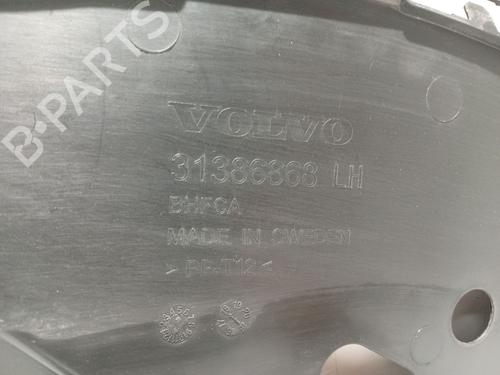 B-PARTS
VOLVO
31386868 LH
BHFCA
MADE IN SWEDEN
>PP-T12<